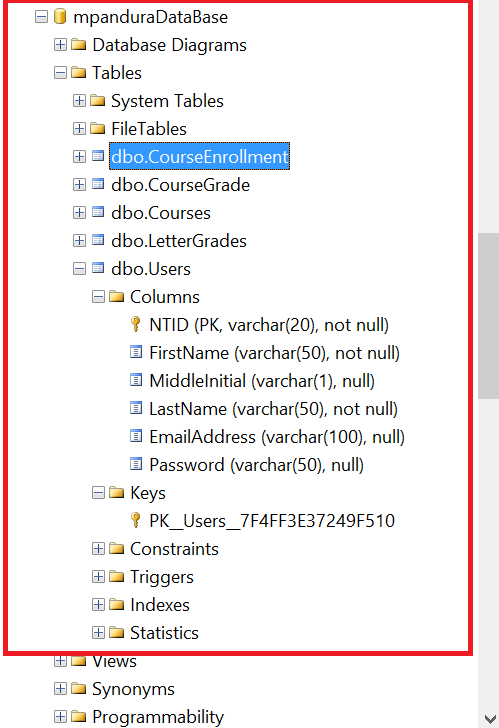 mpanduraDataBase
Database Diagrams
Tables
System Tables
FileTables
dbo.CourseEnrollment
dbo.CourseGrade
dbo.Courses
dbo.LetterGrades
dbo.Users
Columns
NTID (PK, varchar(20), not null)
FirstName (varchar(50), not null)
MiddleInitial (varchar(1), null)
LastName (varchar(50), not null)
EmailAddress (varchar(100), null)
Password (varchar(50), null)
Keys
PK__Users__7F4FF3E37249F510
Constraints
Triggers
Indexes
Statistics
Views
Synonyms
Programmability